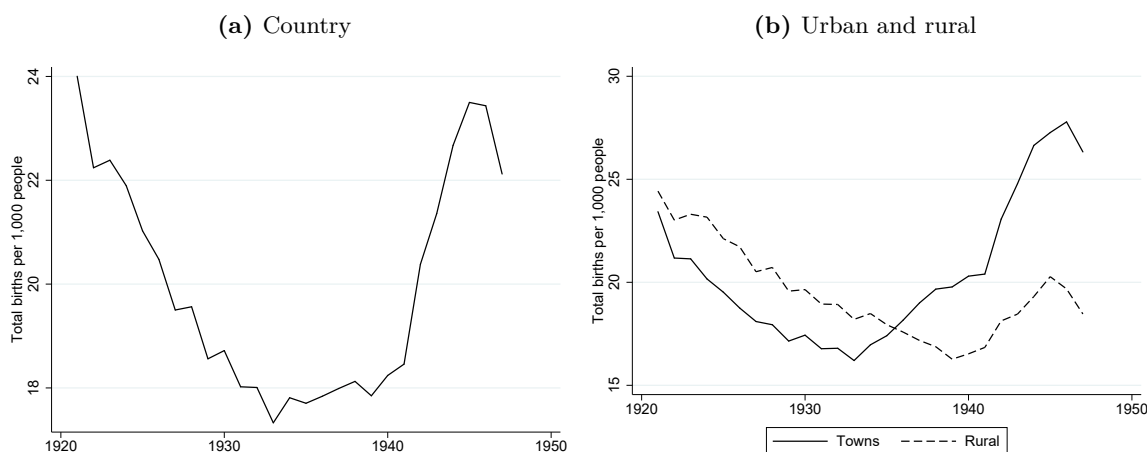 (a) Country
Total births per 1,000 people
24
22
20
18
1920
1930
1940
1950
(b) Urban and rural
Total births per 1,000 people
30
25
20
15
1920
1930
1940
1950
Towns
Rural